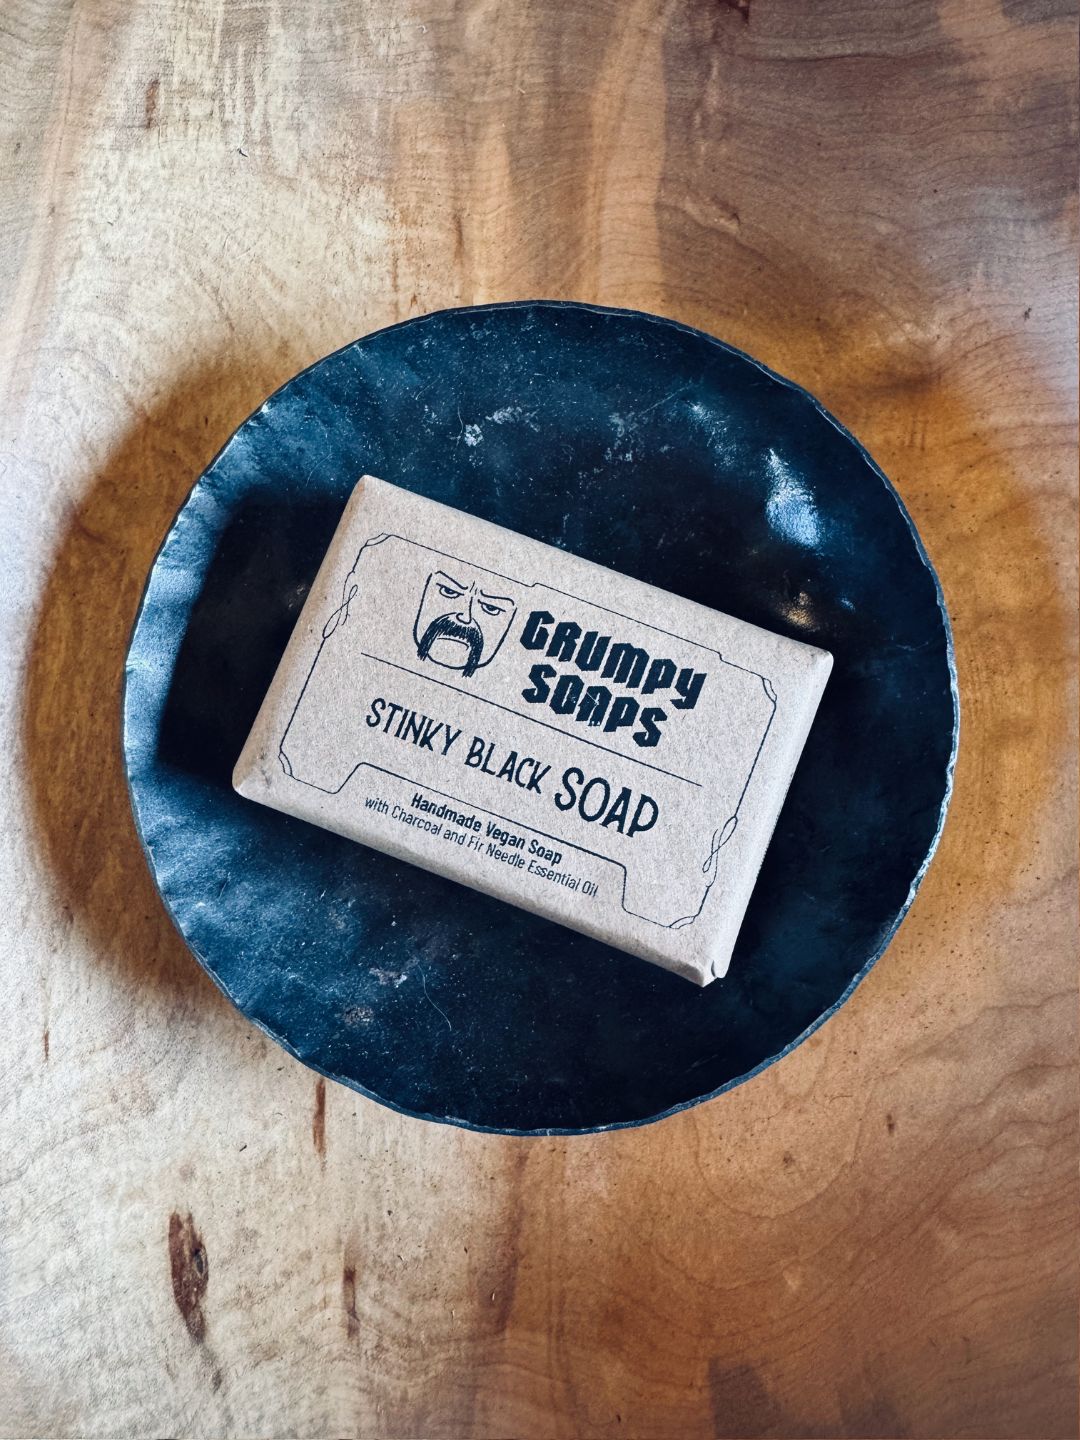 GRUMPY
SOAPS
STINKY BLACK SOAP
Handmade Vegan Soap
with Charcoal and Fir Needle Essential Oil